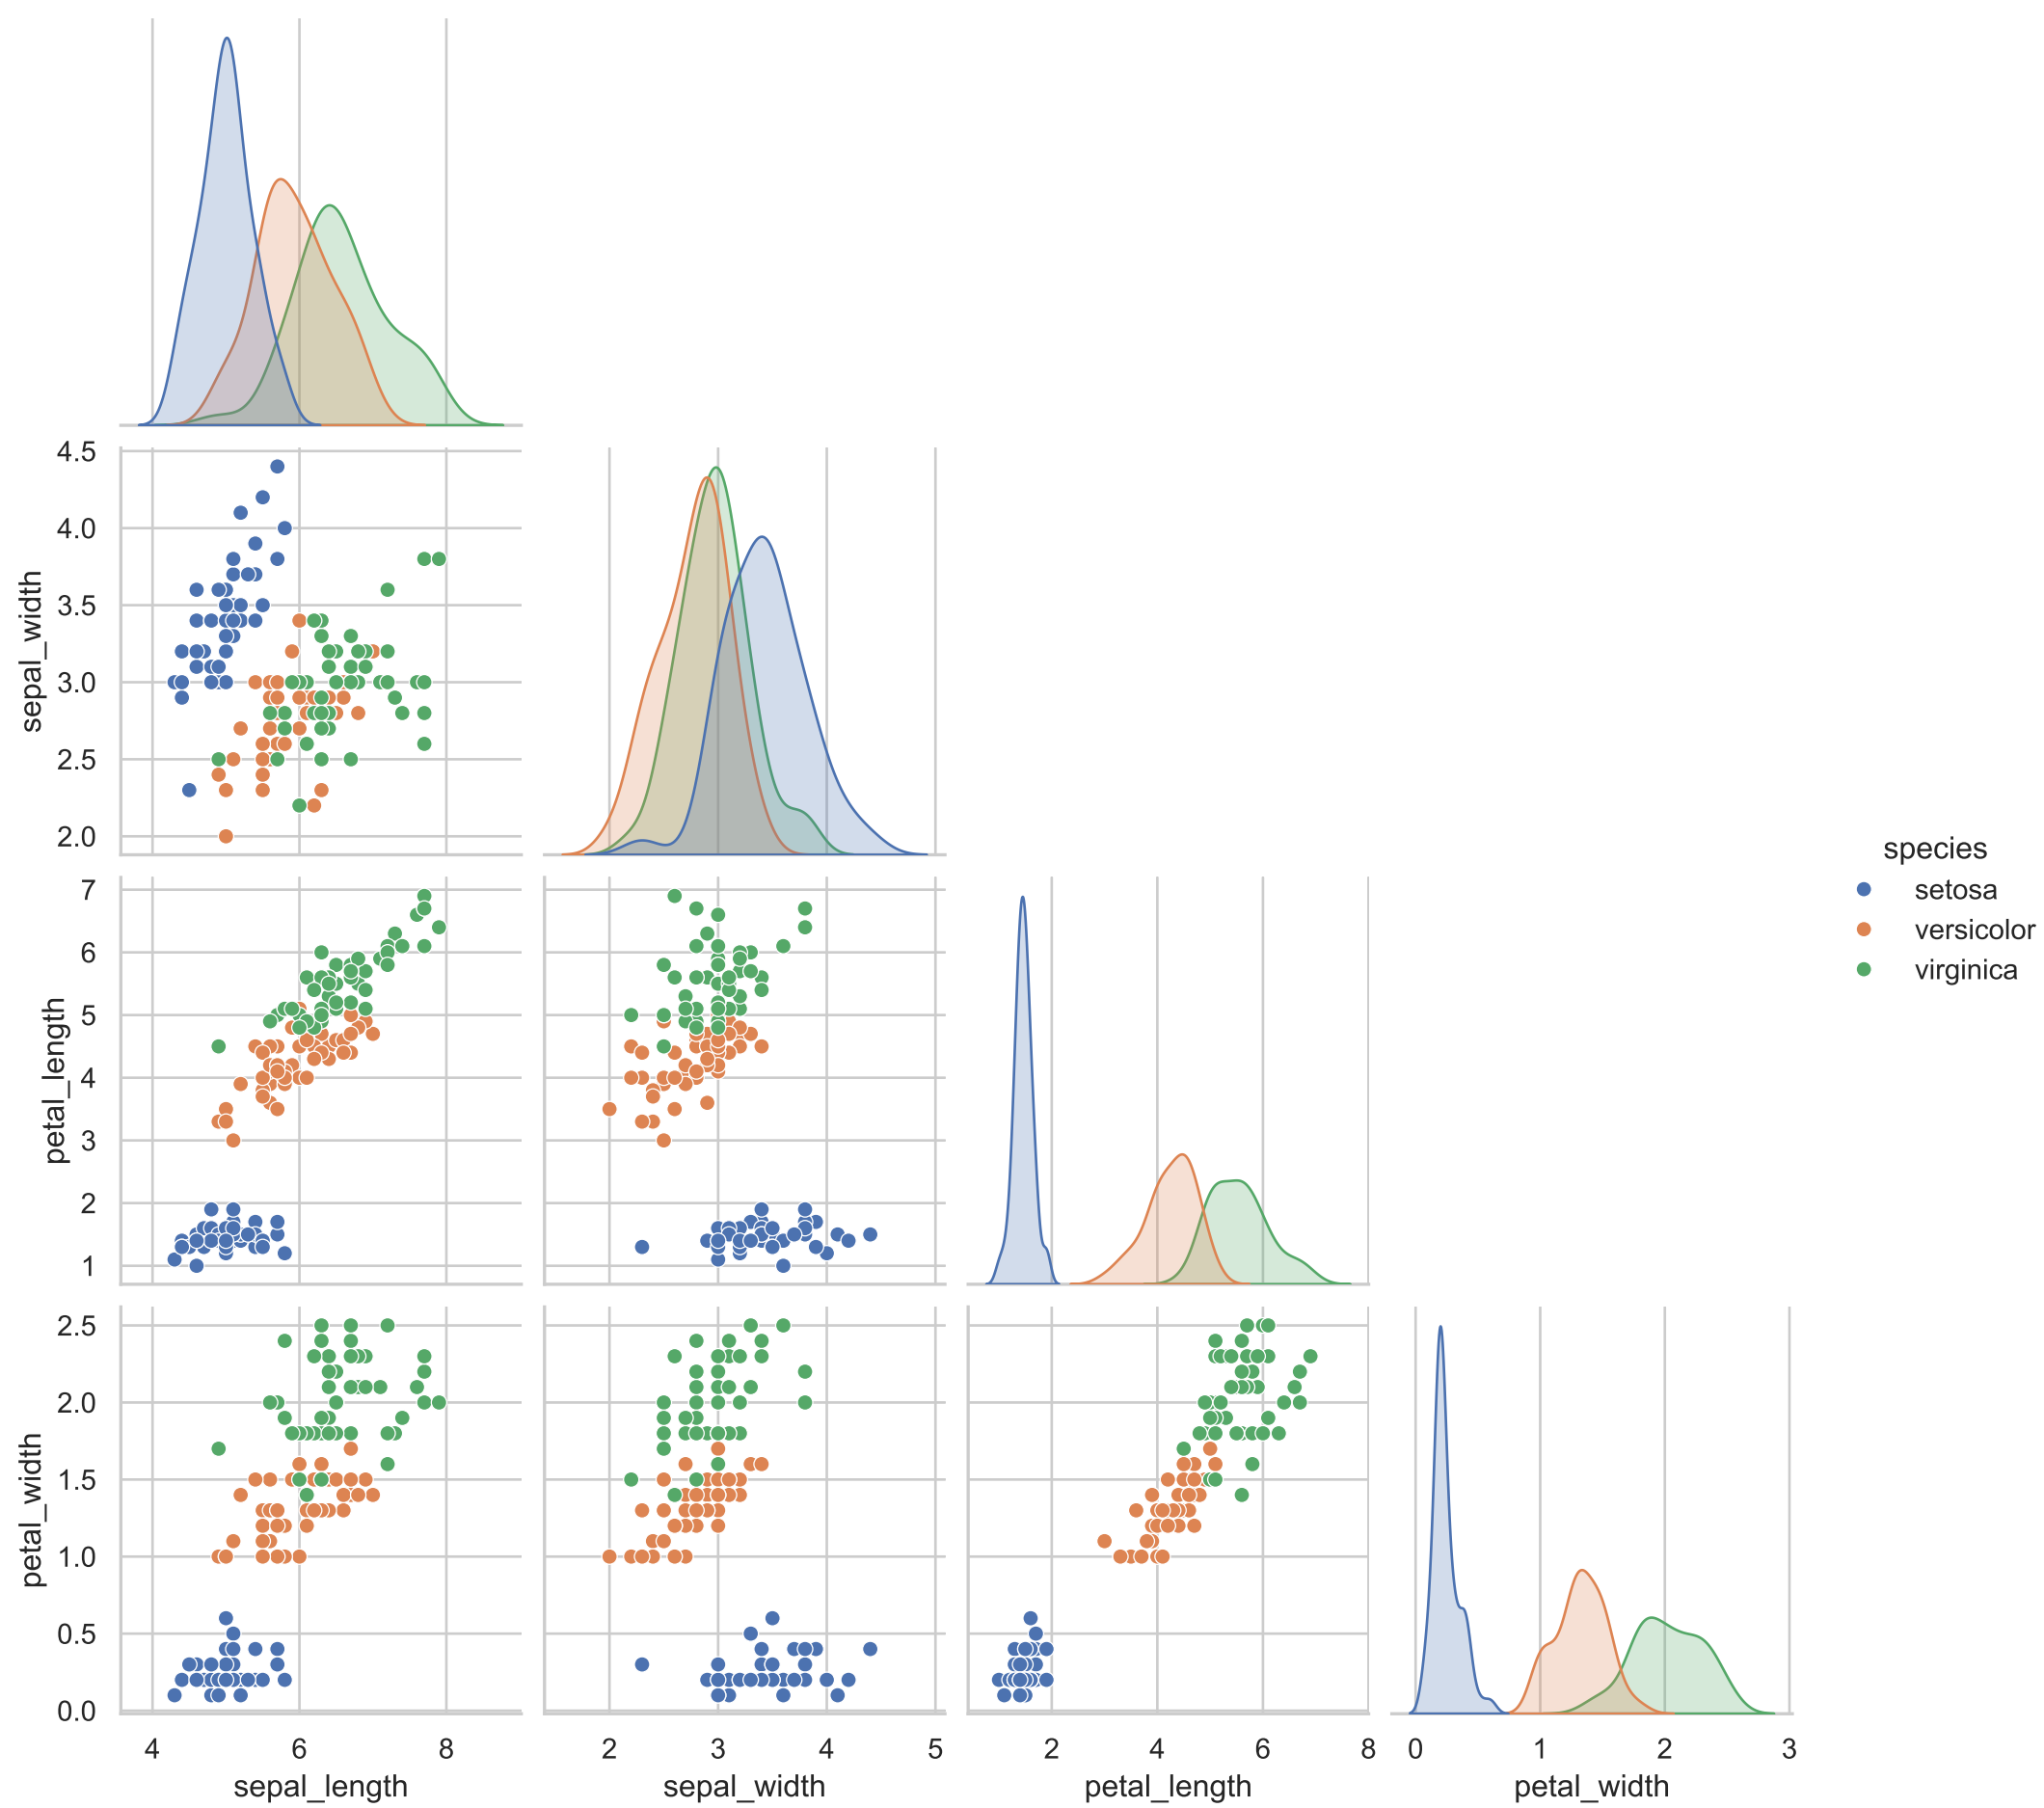 4.5
4.0
3.5
3.0
2.5
2.0
sepal_width
7
6
5
4
3
2
1
petal_length
species
setosa
versicolor
virginica
2.5
2.0
1.5
1.0
0.5
0.0
petal_width
4 6 8
2 3 4 5
2 4 6 8
0 1 2 3
sepal_length
sepal_width
petal_length
petal_width